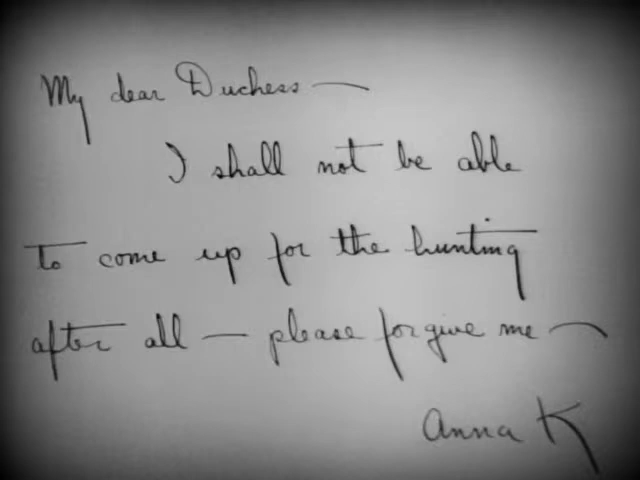 My dear Duchess —
I shall not be able
to come up for the hunting
after all — please forgive me —
Anna K